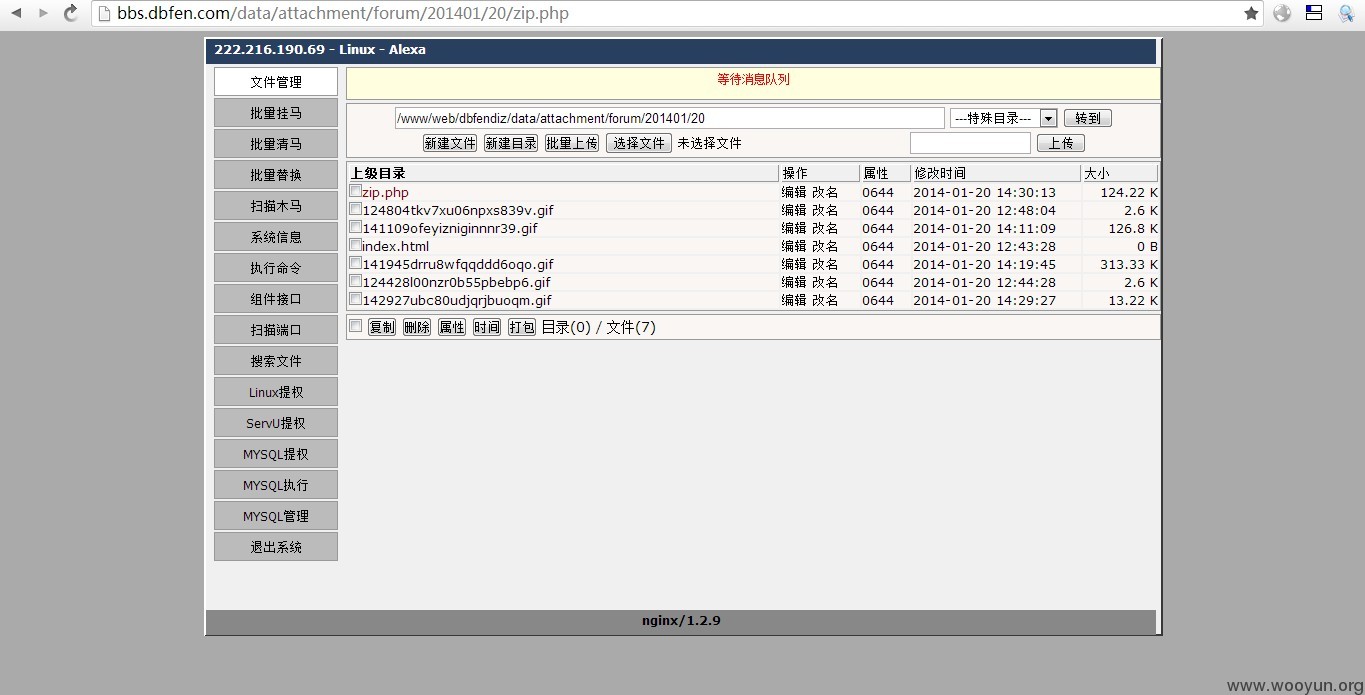 bbs.dbfen.com/data/attachment/forum/201401/20/zip.php
222.216.190.69 - Linux - Alexa
文件管理
批量挂马
批量清马
批量替换
扫描木马
系统信息
执行命令
组件接口
扫描端口
搜索文件
Linux提权
ServU提权
MYSQL提权
MYSQL执行
MYSQL管理
退出系统
等待消息队列
/www/web/dbfendiz/data/attachment/forum/201401/20 ---特殊目录--- 转到
新建文件 新建目录 批量上传 选择文件 未选择文件 上传
上级目录 操作 属性 修改时间 大小
zip.php 编辑 改名 0644 2014-01-20 14:30:13 124.22 K
124804tkv7xu06npxs839v.gif 编辑 改名 0644 2014-01-20 12:48:04 2.6 K
141109ofeyizniginnnr39.gif 编辑 改名 0644 2014-01-20 14:11:09 126.8 K
index.html 编辑 改名 0644 2014-01-20 12:43:28 0 B
141945drru8wfqqddd6oqo.gif 编辑 改名 0644 2014-01-20 14:19:45 313.33 K
124428l00nzr0b55pbebp6.gif 编辑 改名 0644 2014-01-20 12:44:28 2.6 K
142927ubc80udjqrjbuoqm.gif 编辑 改名 0644 2014-01-20 14:29:27 13.22 K
复制 删除 属性 时间 打包 目录(0) / 文件(7)
nginx/1.2.9
www.wooyun.org